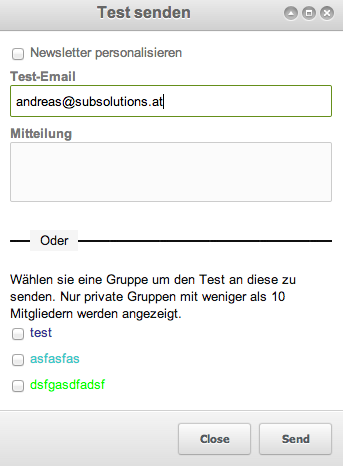 Test senden
Newsletter personalisieren
Test-Email
andreas@subsolutions.at
Mitteilung
Oder
Wählen sie eine Gruppe um den Test an diese zu
senden. Nur private Gruppen mit weniger als 10
Mitgliedern werden angezeigt.
test
asfasfas
dsfgasdfadsf
Close
Send